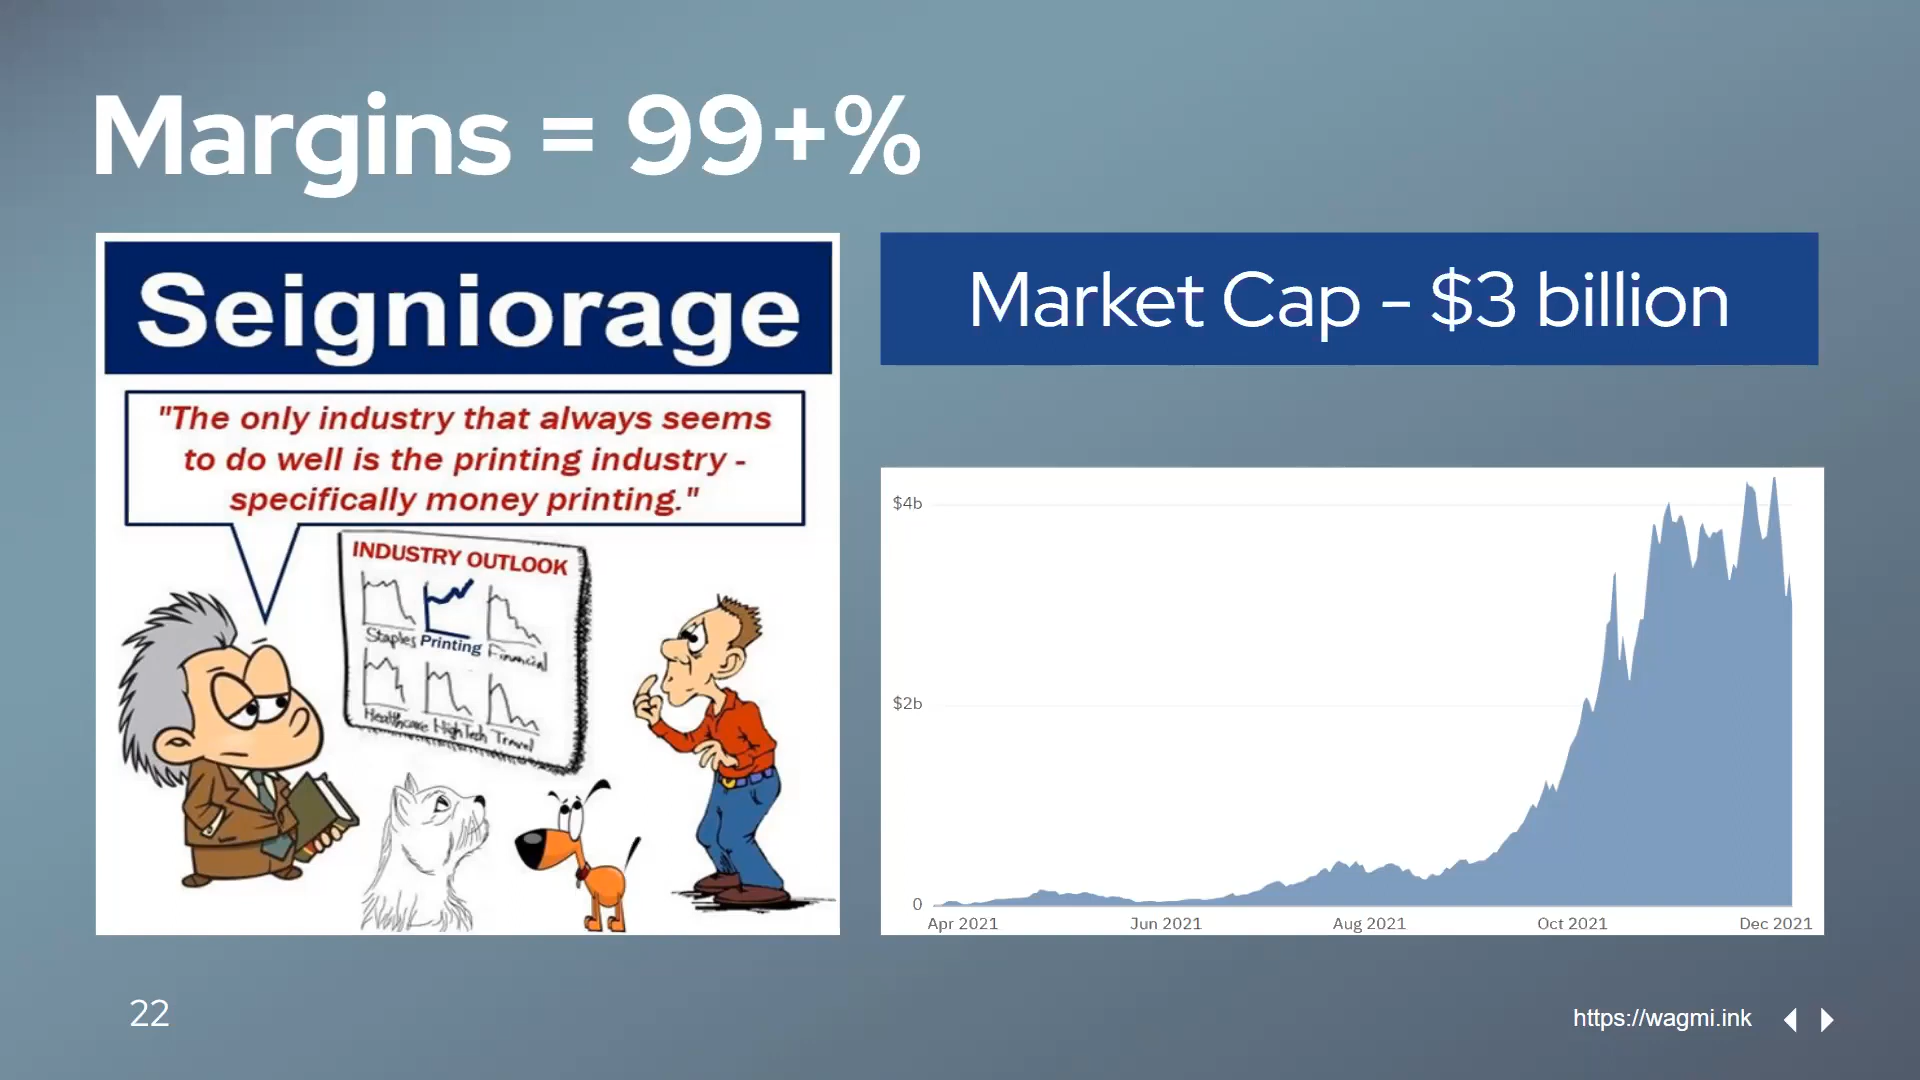 Margins = 99+%
Seigniorage
"The only industry that always seems
to do well is the printing industry -
specifically money printing."
INDUSTRY OUTLOOK
Staples Printing Financial
Healthcare High Tech Travel
Market Cap – $3 billion
$4b
$2b
0
Apr 2021 Jun 2021 Aug 2021 Oct 2021 Dec 2021
22
https://wagmi.ink